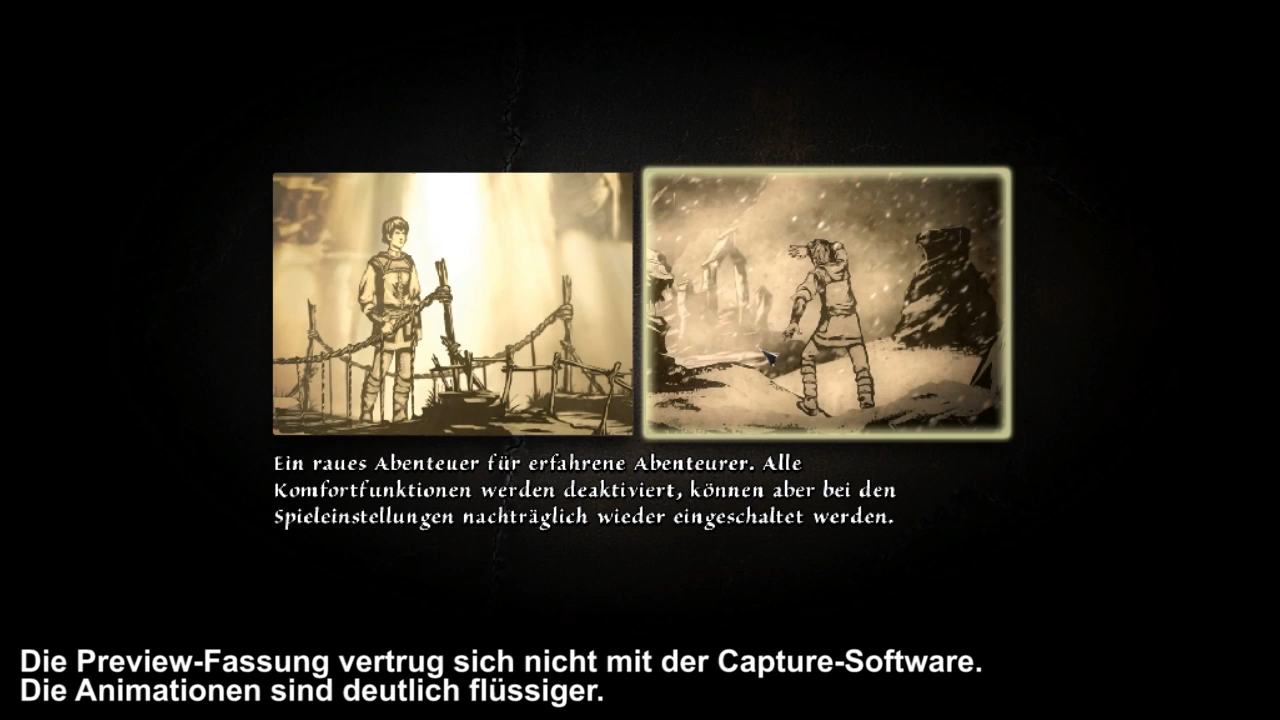 Ein raues Abenteuer für erfahrene Abenteurer. Alle
Komfortfunktionen werden deaktiviert, können aber bei den
Spieleinstellungen nachträglich wieder eingeschaltet werden.
Die Preview-Fassung vertrug sich nicht mit der Capture-Software.
Die Animationen sind deutlich flüssiger.